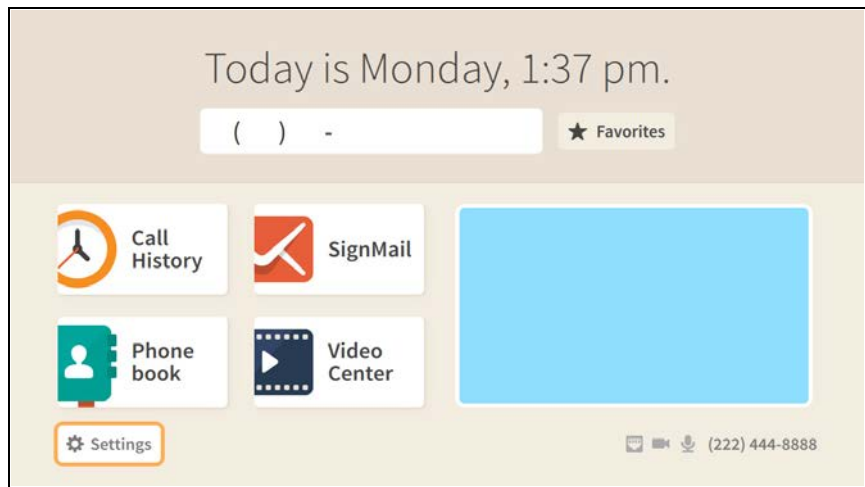 Today is Monday, 1:37 pm.
( ) -
Favorites
Call
History
SignMail
Phone
book
Video
Center
Settings
(222) 444-8888